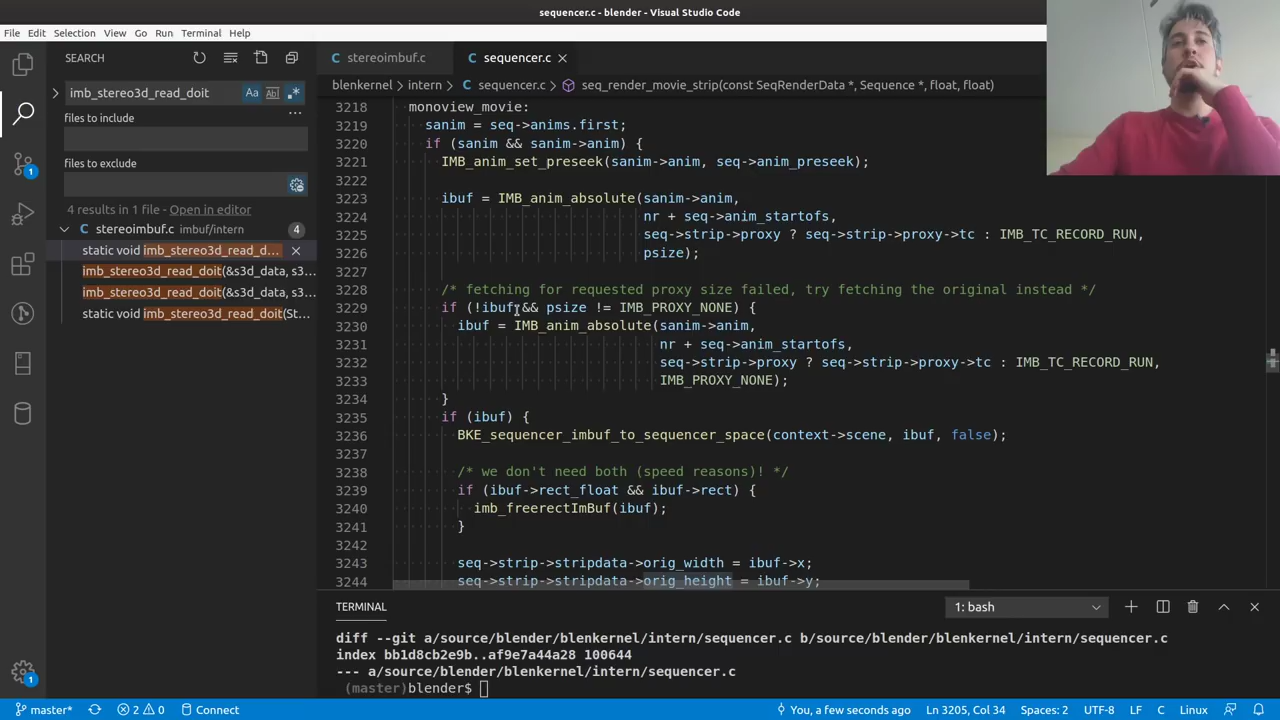 sequencer.c - blender - Visual Studio Code
File Edit Selection View Go Run Terminal Help
SEARCH
imb_stereo3d_read_doit
Aa
Ab
.*
files to include
...
files to exclude
4 results in 1 file - Open in editor
stereoimbuf.c imbuf/intern 4
static void imb_stereo3d_read_d...
imb_stereo3d_read_doit(&s3d_data, s3...
imb_stereo3d_read_doit(&s3d_data, s3...
static void imb_stereo3d_read_doit(St...
1
1
stereoimbuf.c
sequencer.c
blenkernel > intern > sequencer.c > seq_render_movie_strip(const SeqRenderData *, Sequence *, float, float)
3218 monoview_movie:
3219 sanim = seq->anims.first;
3220 if (sanim && sanim->anim) {
3221 IMB_anim_set_preseek(sanim->anim, seq->anim_preseek);
3222
3223 ibuf = IMB_anim_absolute(sanim->anim,
3224 nr + seq->anim_startofs,
3225 seq->strip->proxy ? seq->strip->proxy->tc : IMB_TC_RECORD_RUN,
3226 psize);
3227
3228 /* fetching for requested proxy size failed, try fetching the original instead */
3229 if (!ibuf && psize != IMB_PROXY_NONE) {
3230 ibuf = IMB_anim_absolute(sanim->anim,
3231 nr + seq->anim_startofs,
3232 seq->strip->proxy ? seq->strip->proxy->tc : IMB_TC_RECORD_RUN,
3233 IMB_PROXY_NONE);
3234 }
3235 if (ibuf) {
3236 BKE_sequencer_imbuf_to_sequencer_space(context->scene, ibuf, false);
3237
3238 /* we don't need both (speed reasons)! */
3239 if (ibuf->rect_float && ibuf->rect) {
3240 imb_freerectImBuf(ibuf);
3241 }
3242
3243 seq->strip->stripdata->orig_width = ibuf->x;
3244 seq->strip->stripdata->orig_height = ibuf->y;
TERMINAL
1: bash
diff --git a/source/blender/blenkernel/intern/sequencer.c b/source/blender/blenkernel/intern/sequencer.c
index bb1d8cb2e9b..af9e7a44a28 100644
--- a/source/blender/blenkernel/intern/sequencer.c
(master)blender$
master* 2 0 Connect You, a few seconds ago Ln 3205, Col 34 Spaces: 2 UTF-8 LF C Linux